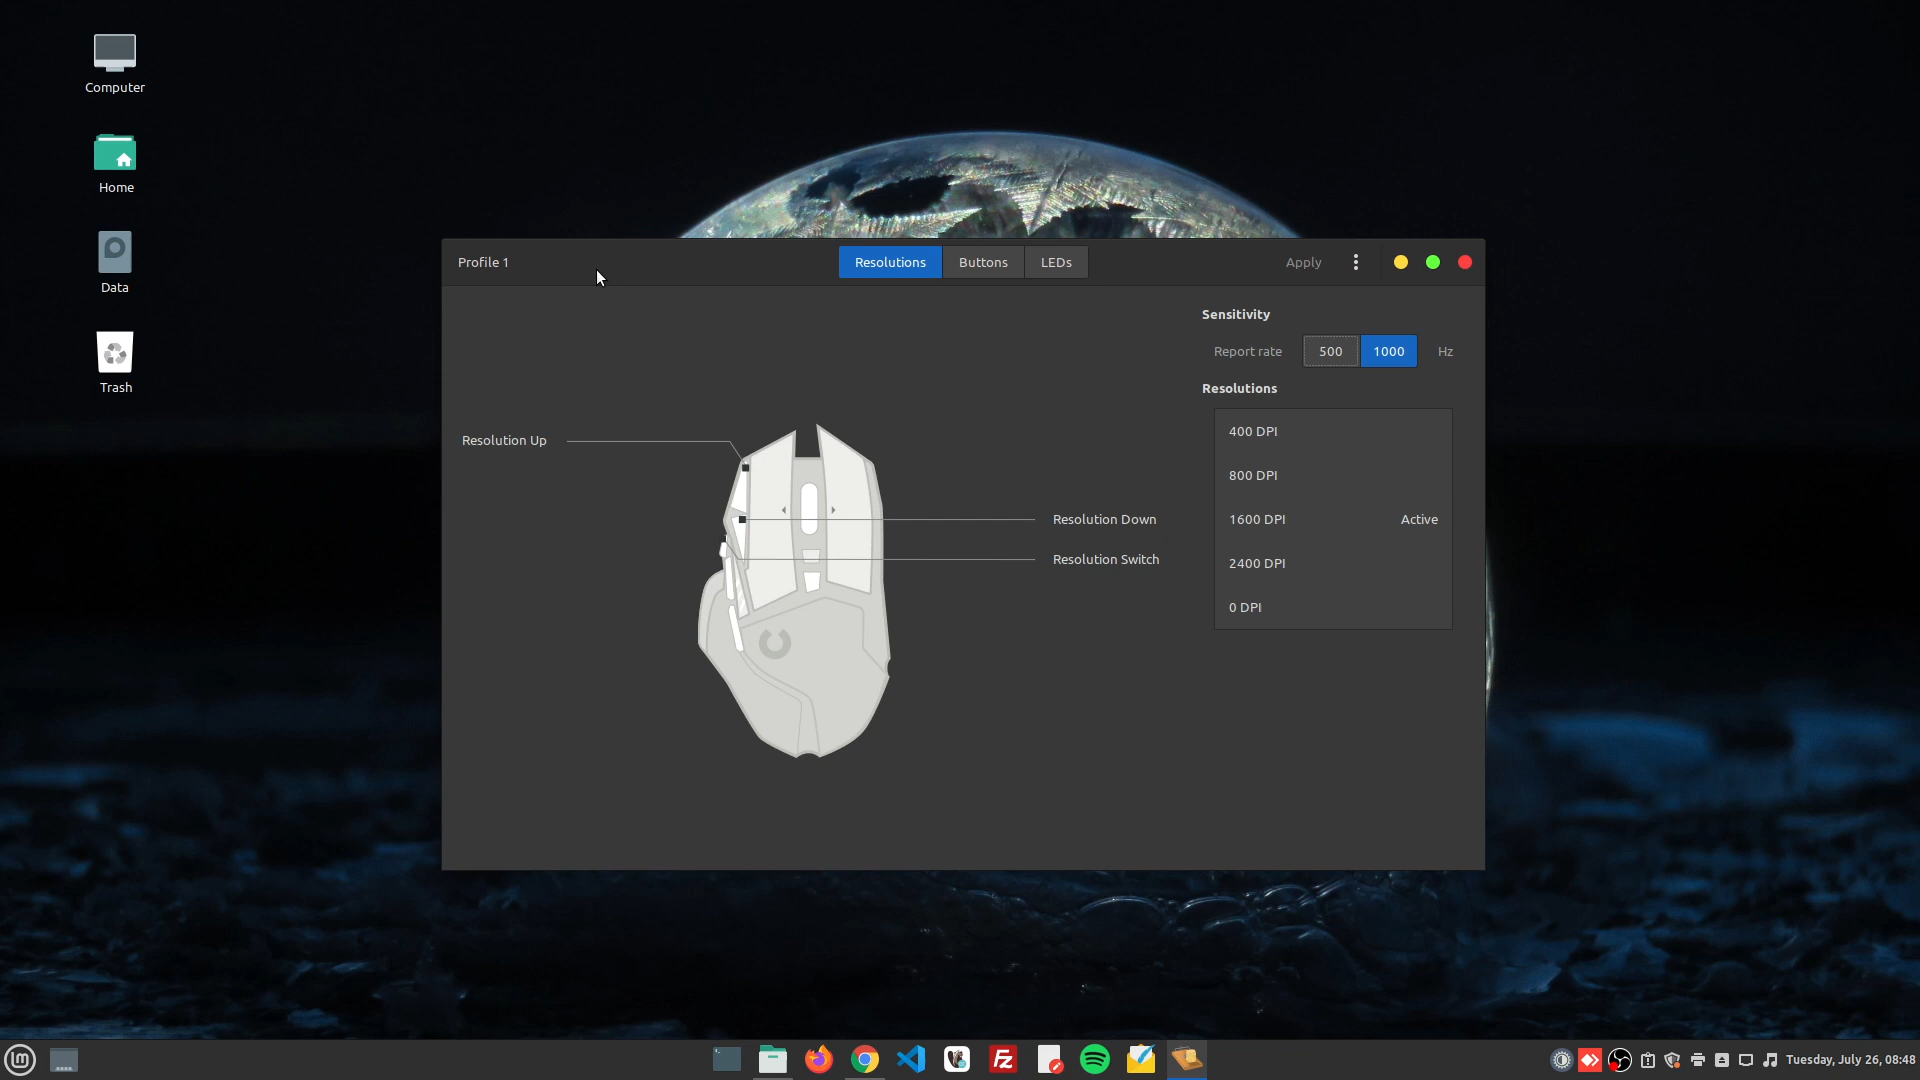 Computer
Home
Data
Trash
Profile 1
Resolutions
Buttons
LEDs
Apply
Sensitivity
Report rate
500
1000
Hz
Resolutions
400 DPI
800 DPI
1600 DPI
Active
2400 DPI
0 DPI
Resolution Up
Resolution Down
Resolution Switch
lm
Fz
Tuesday, July 26, 08:48